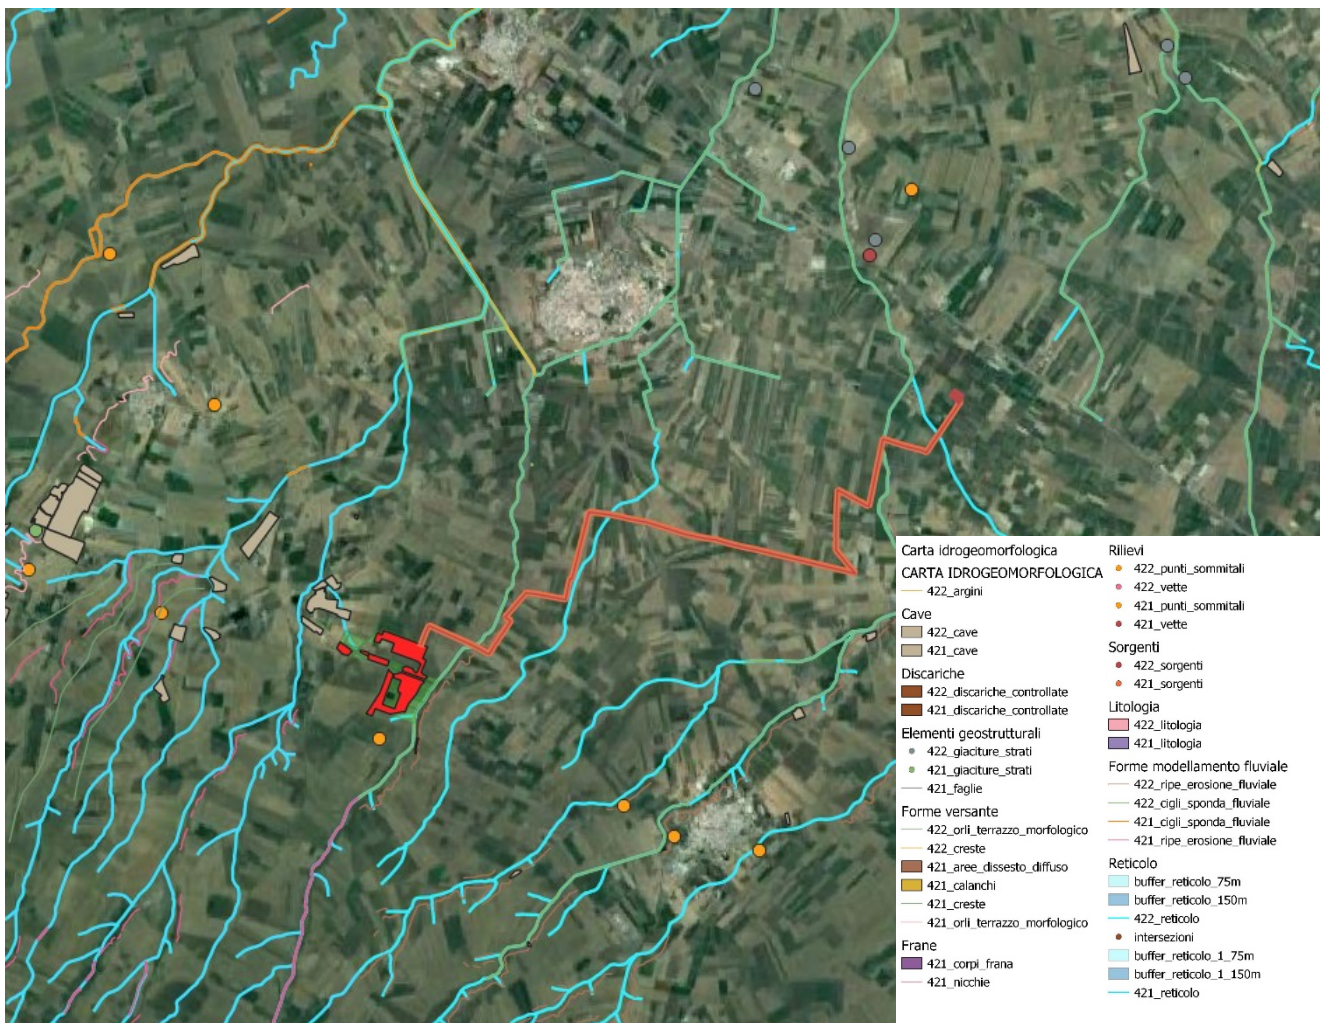 Carta idrogeomorfologica
CARTA IDROGEOMORFOLOGICA
422_argini
Cave
422_cave
421_cave
Discariche
422_discariche_controllate
421_discariche_controllate
Elementi geostrutturali
422_giaciture_strati
421_giaciture_strati
421_faglie
Forme versante
422_orli_terrazzo_morfologico
422_creste
421_aree_dissesto_diffuso
421_calanchi
421_creste
421_orli_terrazzo_morfologico
Frane
421_corpi_frana
421_nicchie
Rilievi
422_punti_sommitali
422_vette
421_punti_sommitali
421_vette
Sorgenti
422_sorgenti
421_sorgenti
Litologia
422_litologia
421_litologia
Forme modellamento fluviale
422_ripe_erosione_fluviale
422_cigli_sponda_fluviale
421_cigli_sponda_fluviale
421_ripe_erosione_fluviale
Reticolo
buffer_reticolo_75m
buffer_reticolo_150m
422_reticolo
intersezioni
buffer_reticolo_1_75m
buffer_reticolo_1_150m
421_reticolo